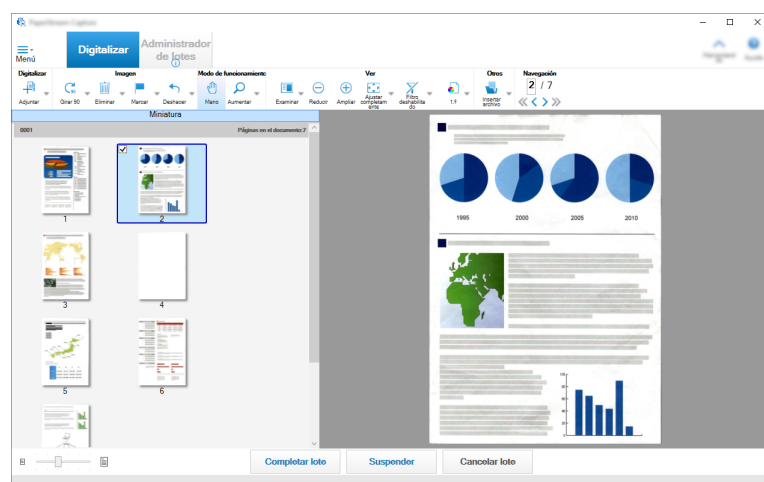 Menú
Digitalizar
Administrador de lotes
Digitalizar
Imagen
Modo de funcionamiento
Ver
Otros
Navegación
Adjuntar
Girar 90
Eliminar
Marcar
Deshacer
Mano
Aumentar
Examinar
Reducir
Ampliar
Ajustar completam ente
Filtro deshabilita do
Insertar archivo
2 / 7
Miniatura
0001
Páginas en el documento:7
1
2
3
4
5
6
1995
2000
2005
2010
Completar lote
Suspender
Cancelar lote